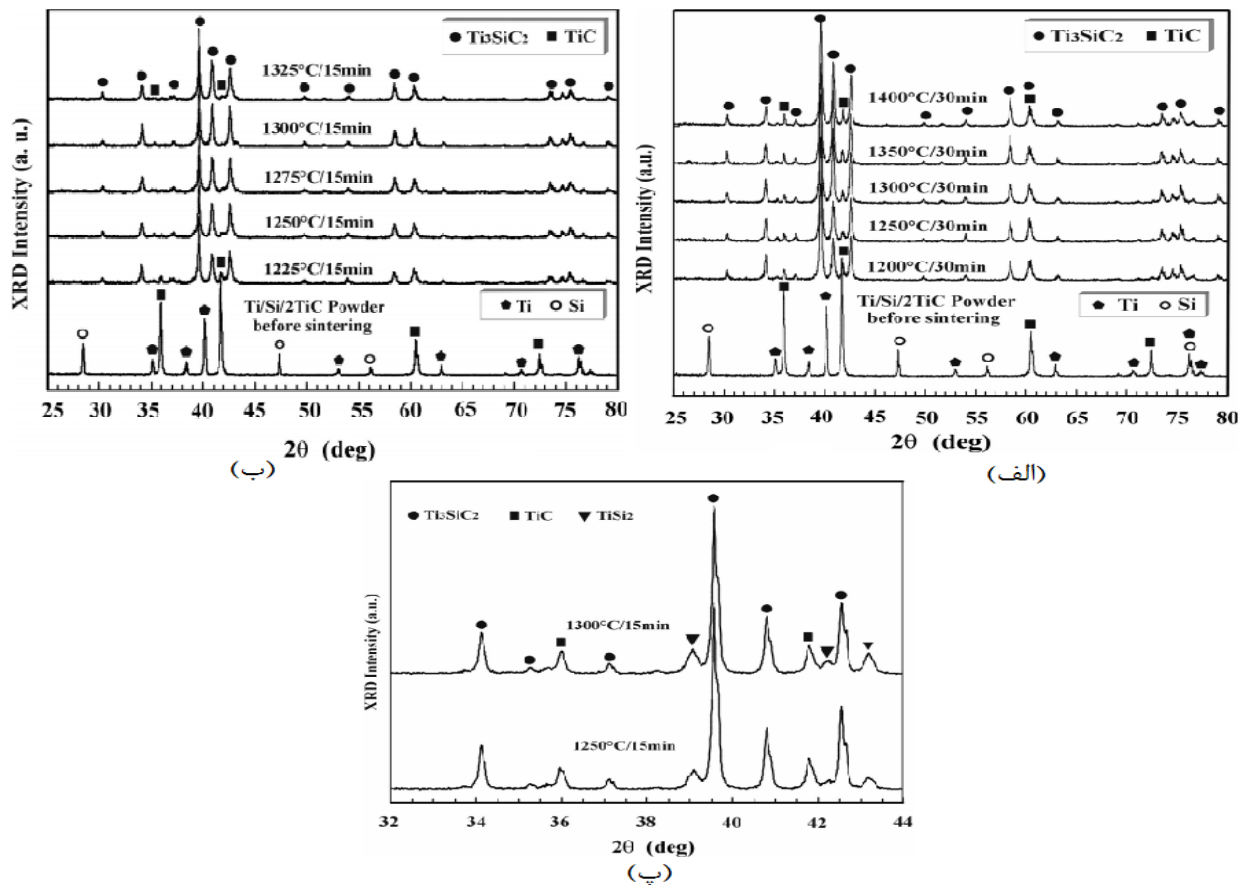 Ti3SiC2 TiC
1325°C/15min
1300°C/15min
1275°C/15min
1250°C/15min
1225°C/15min
Ti/Si/2TiC Powder
before sintering
Ti Si
XRD Intensity (a. u.)
25 30 35 40 45 50 55 60 65 70 75 80
2θ (deg)
(ب)
Ti3SiC2 TiC
1400°C/30min
1350°C/30min
1300°C/30min
1250°C/30min
1200°C/30min
Ti/Si/2TiC Powder
before sintering
Ti Si
XRD Intensity (a.u.)
25 30 35 40 45 50 55 60 65 70 75 80
2θ (deg)
(الف)
Ti3SiC2 TiC TiSi2
1300°C/15min
1250°C/15min
XRD Intensity (a.u.)
32 34 36 38 40 42 44
2θ (deg)
(پ)